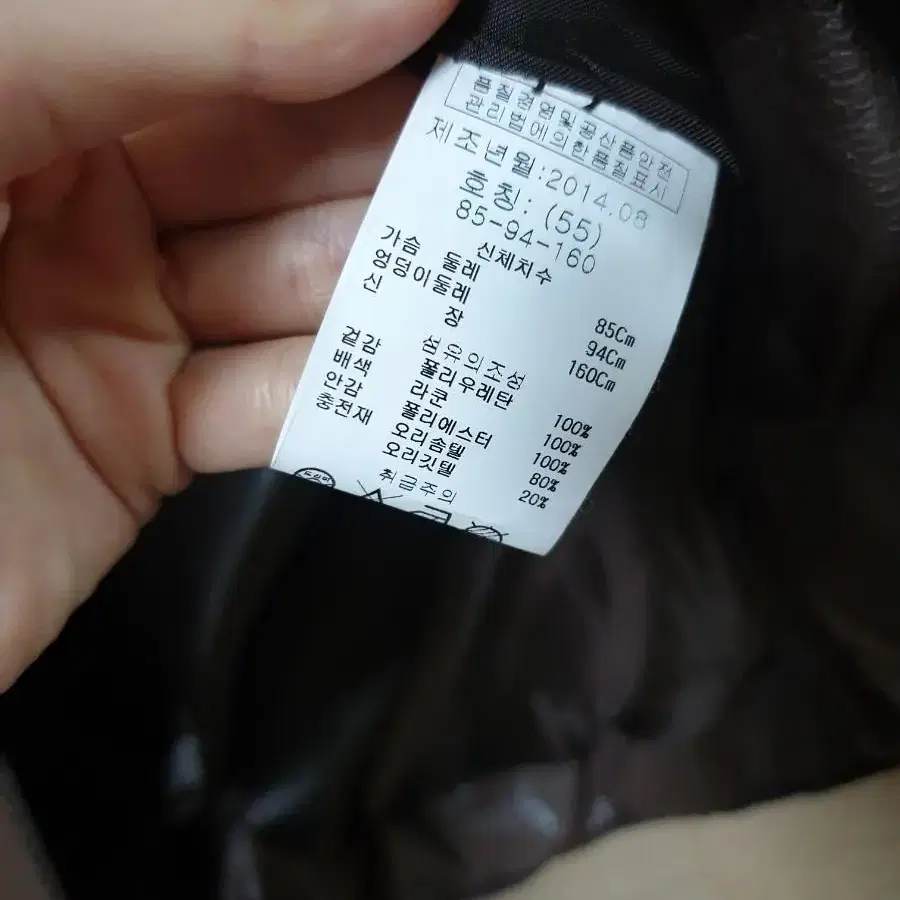 품질경영및공산품안전
관리법에의한품질표시
제조년월:2014.08
호칭: (55)
85-94-160
신체치수
가슴 둘레 85Cm
엉덩이둘레 94Cm
신 장 160Cm
섬유의조성
겉감 폴리우레탄 100%
배색 라쿤 100%
안감 폴리에스터 100%
충전재 오리솜털 80%
오리깃털 20%
취급주의
드라이